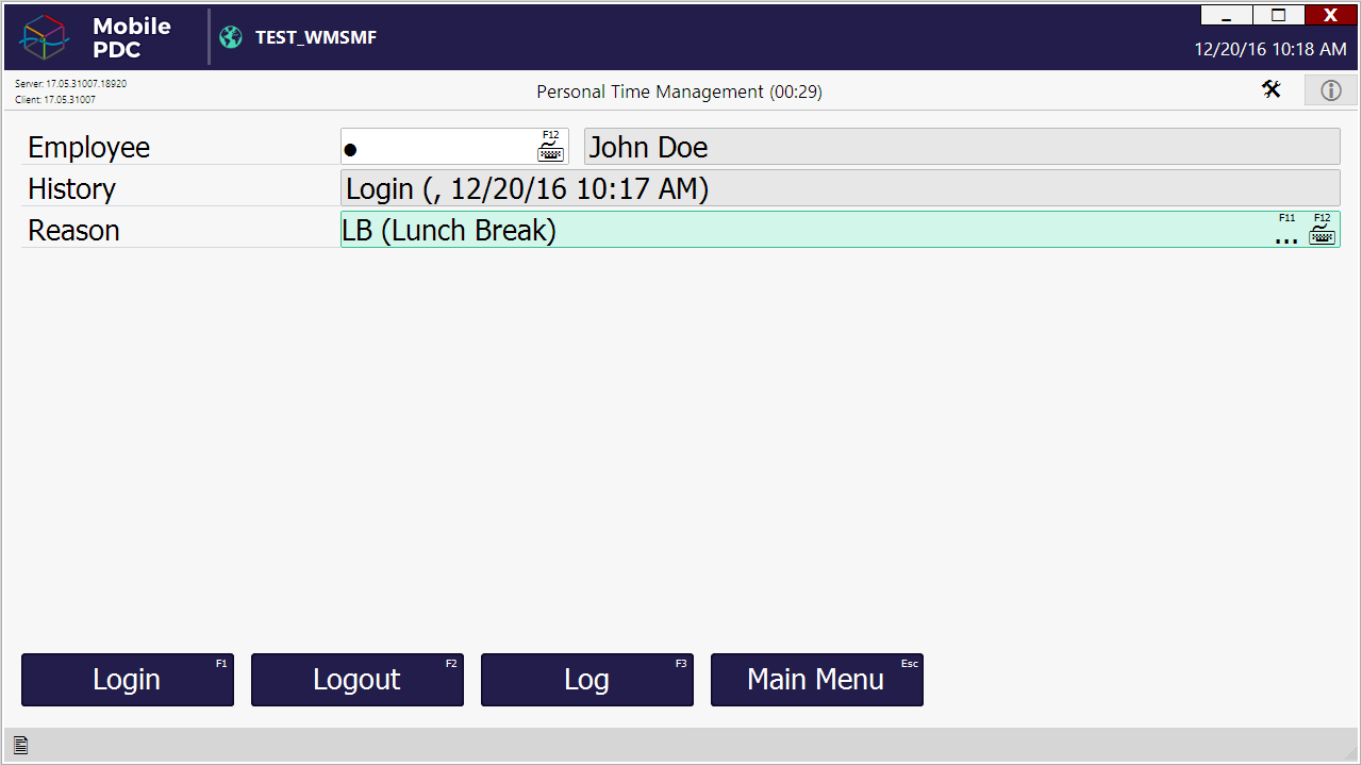 Mobile
PDC
TEST_WMSMF
X
12/20/16 10:18 AM
Server: 17.05.31007.18920
Client: 17.05.31007
Personal Time Management (00:29)
Employee
●
F12
John Doe
History
Login (, 12/20/16 10:17 AM)
Reason
LB (Lunch Break)
F11
...
F12
Login F1
Logout F2
Log F3
Main Menu Esc